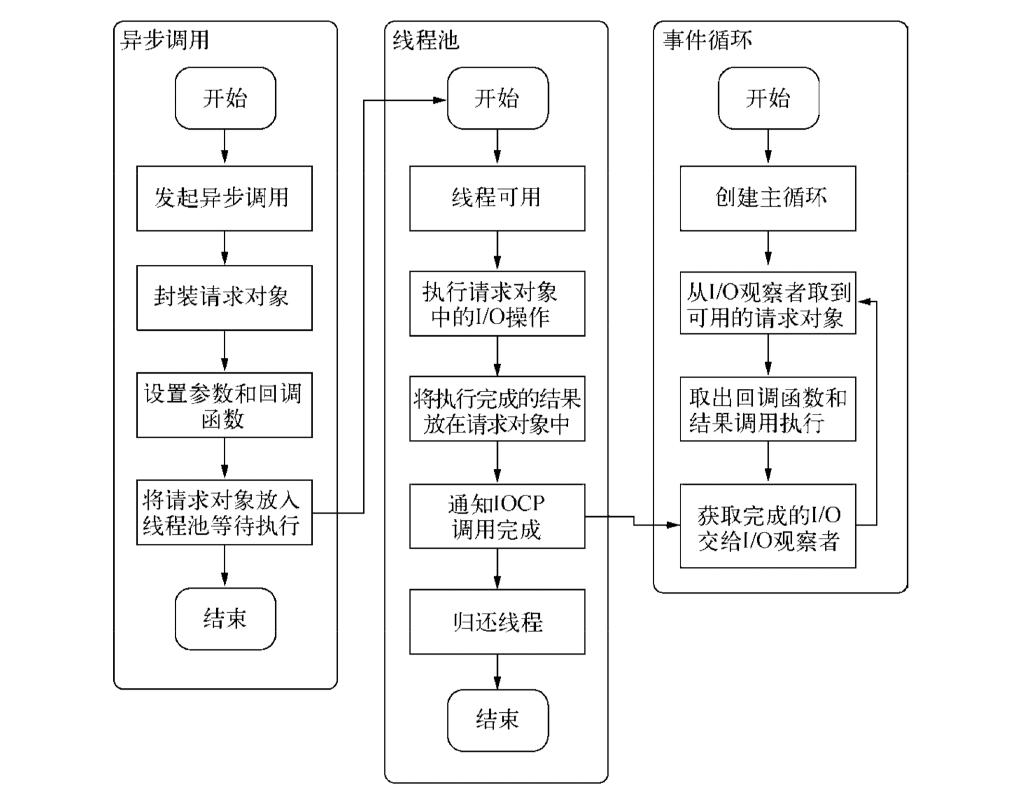 异步调用
开始
发起异步调用
封装请求对象
设置参数和回调
函数
将请求对象放入
线程池等待执行
结束
线程池
开始
线程可用
执行请求对象
中的I/O操作
将执行完成的结果
放在请求对象中
通知IOCP
调用完成
归还线程
结束
事件循环
开始
创建主循环
从I/O观察者取到
可用的请求对象
取出回调函数和
结果调用执行
获取完成的I/O
交给I/O观察者